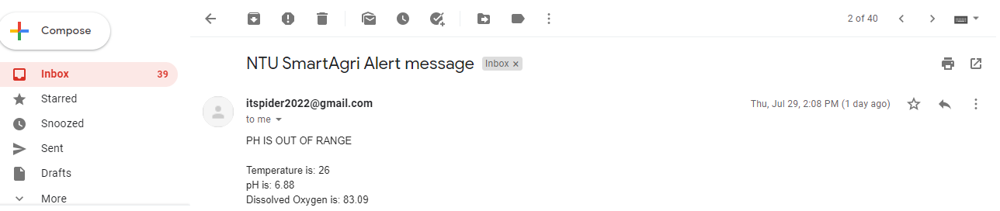 Compose
2 of 40
NTU SmartAgri Alert message Inbox ×
Inbox 39
Starred
Snoozed
Sent
Drafts
More
itspider2022@gmail.com Thu, Jul 29, 2:08 PM (1 day ago)
to me
PH IS OUT OF RANGE
Temperature is: 26
pH is: 6.88
Dissolved Oxygen is: 83.09